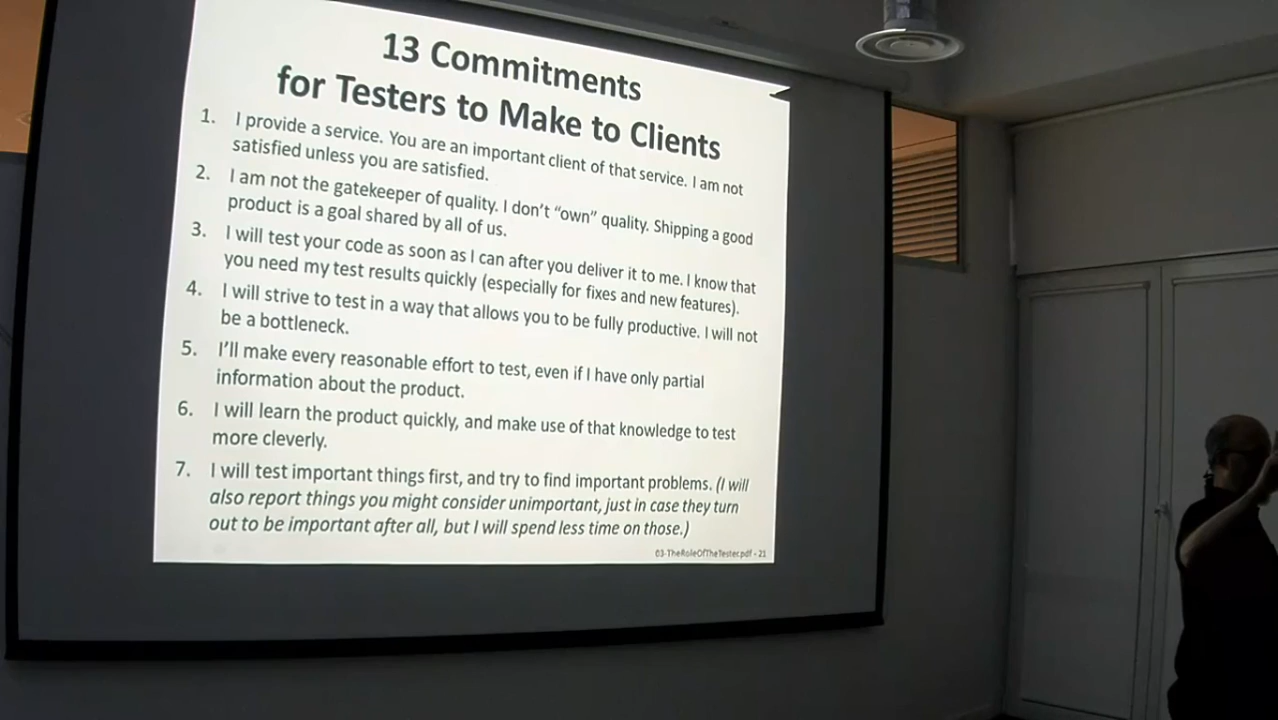 13 Commitments
for Testers to Make to Clients
1. I provide a service. You are an important client of that service. I am not
satisfied unless you are satisfied.
2. I am not the gatekeeper of quality. I don't “own” quality. Shipping a good
product is a goal shared by all of us.
3. I will test your code as soon as I can after you deliver it to me. I know that
you need my test results quickly (especially for fixes and new features).
4. I will strive to test in a way that allows you to be fully productive. I will not
be a bottleneck.
5. I'll make every reasonable effort to test, even if I have only partial
information about the product.
6. I will learn the product quickly, and make use of that knowledge to test
more cleverly.
7. I will test important things first, and try to find important problems. (I will
also report things you might consider unimportant, just in case they turn
out to be important after all, but I will spend less time on those.)
03-TheRoleOfTheTester.pdf - 21